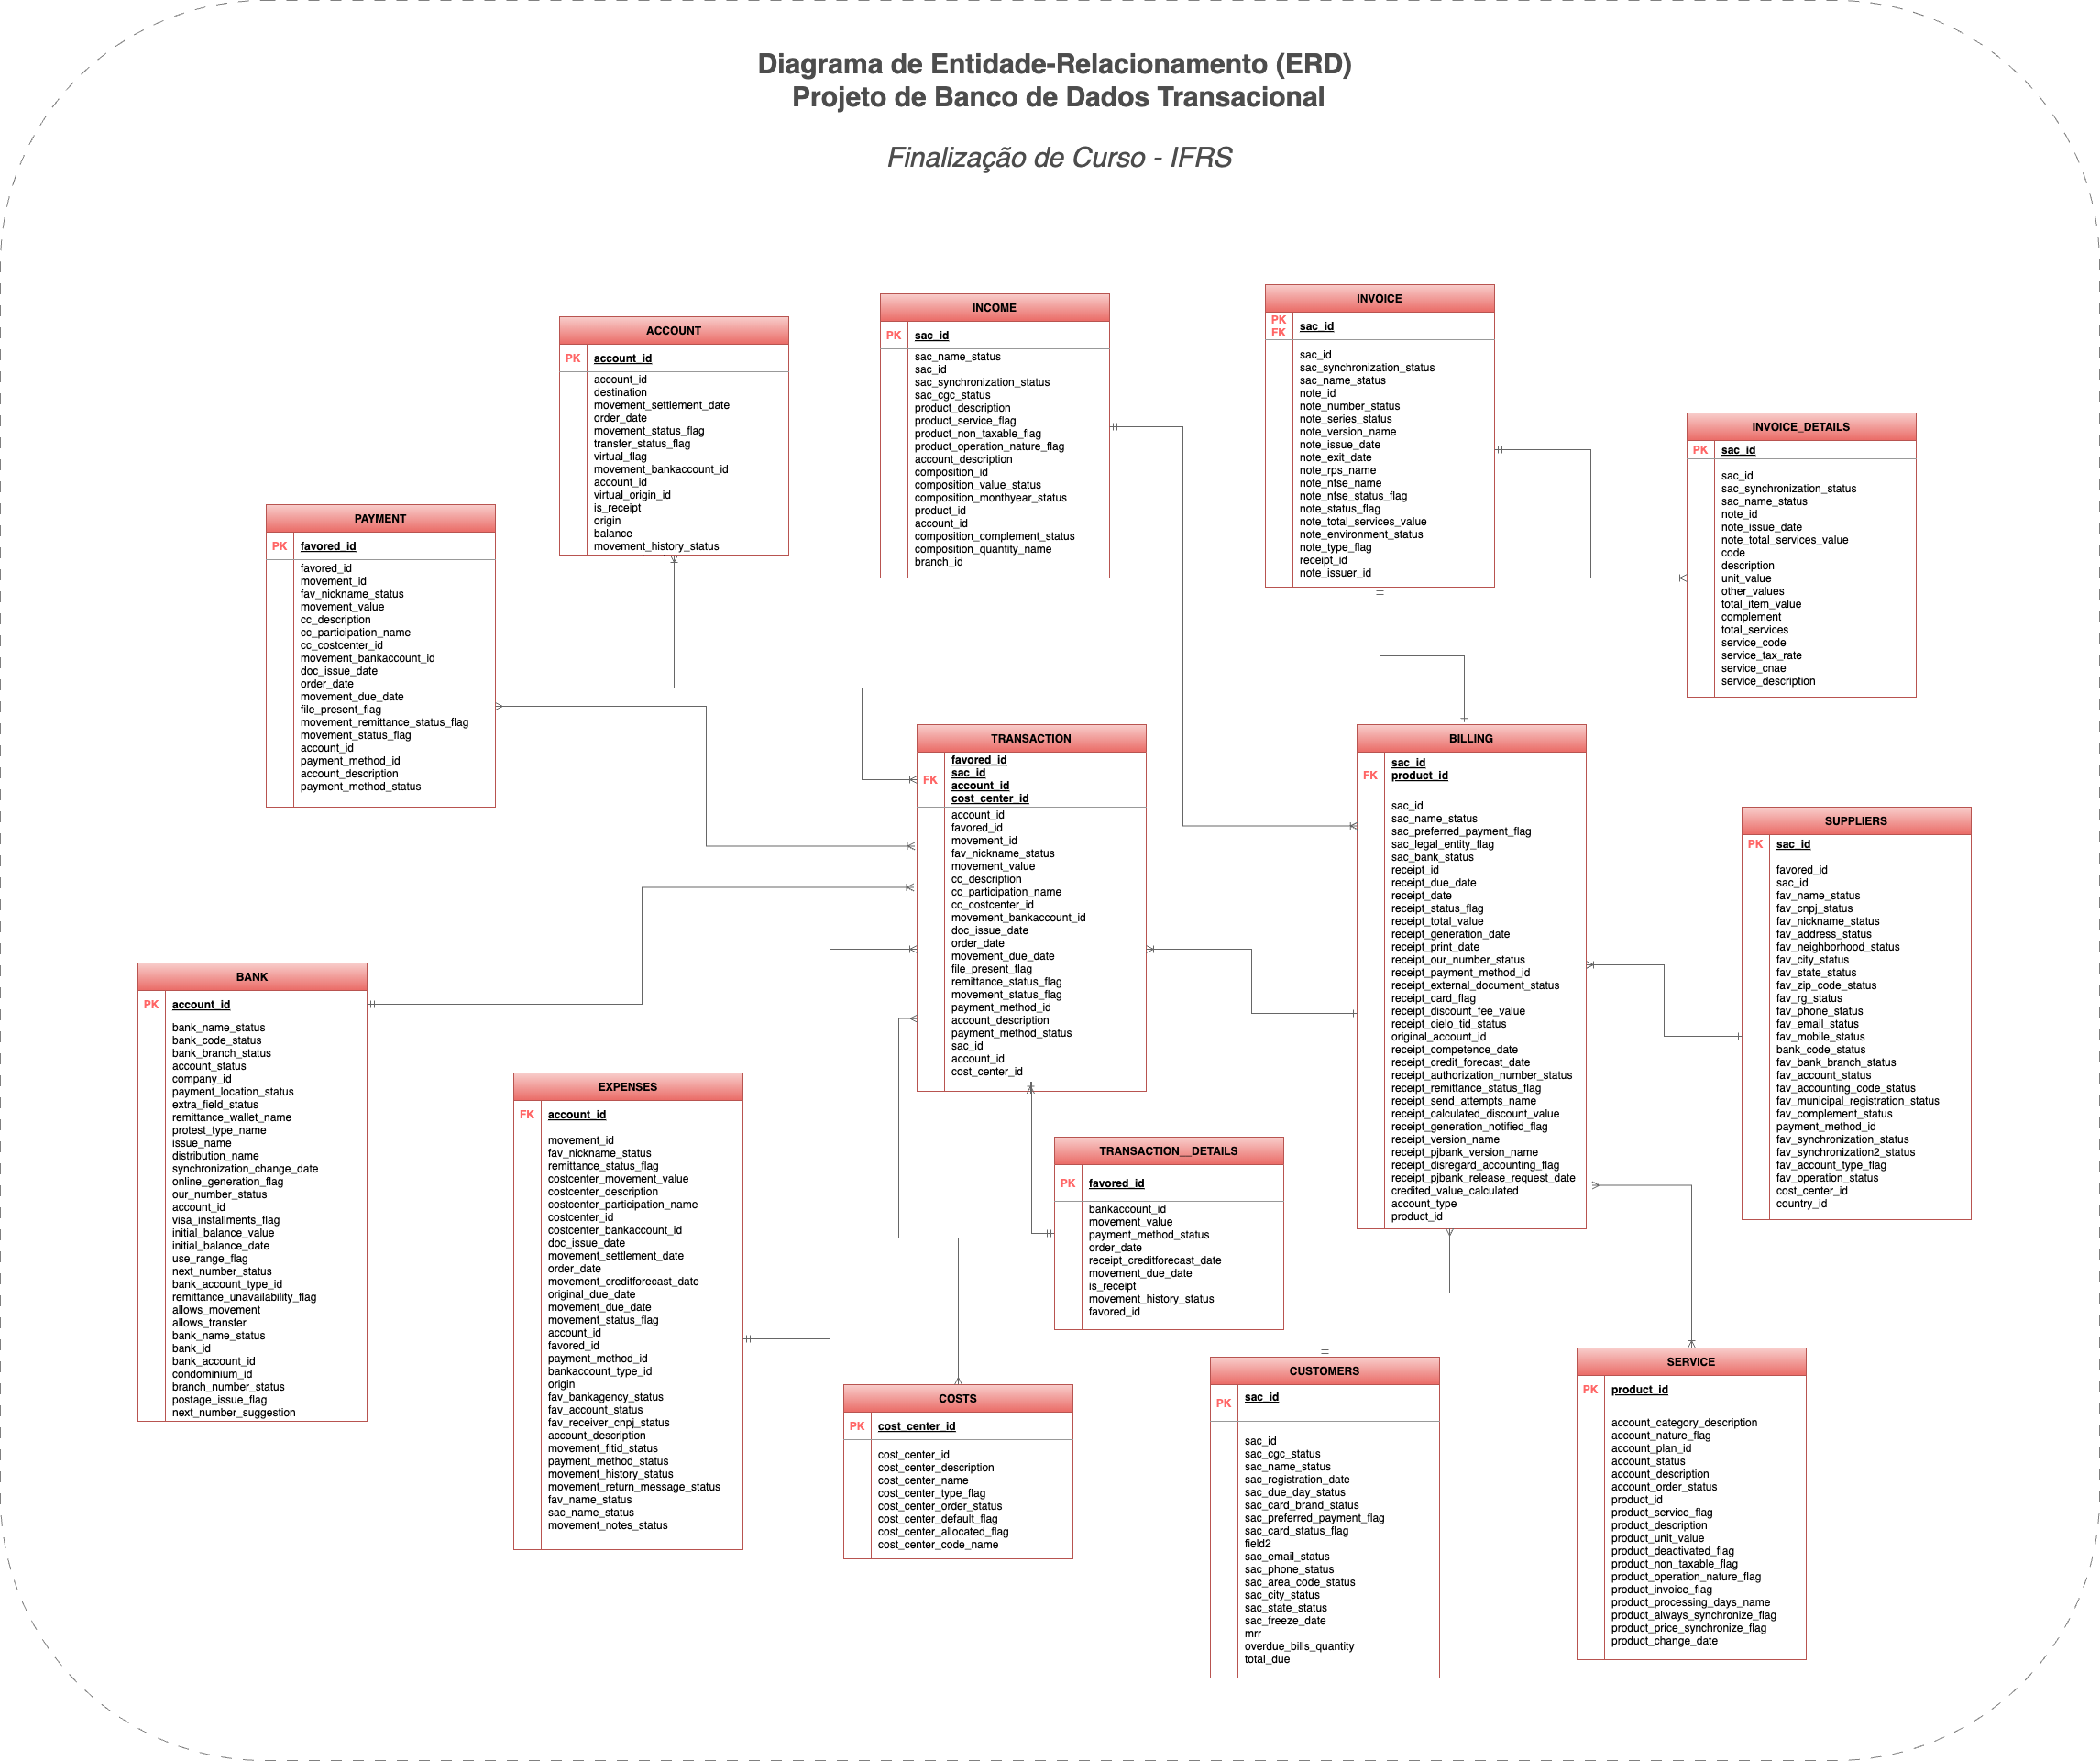 Diagrama de Entidade-Relacionamento (ERD)
Projeto de Banco de Dados Transacional
Finalização de Curso - IFRS
INVOICE
PK
FK
sac_id
sac_id
sac_synchronization_status
sac_name_status
note_id
note_number_status
note_series_status
note_version_name
note_issue_date
note_exit_date
note_rps_name
note_nfse_name
note_nfse_status_flag
note_status_flag
note_total_services_value
note_environment_status
note_type_flag
receipt_id
note_issuer_id
INCOME
PK
sac_id
sac_name_status
sac_id
sac_synchronization_status
sac_cgc_status
product_description
product_service_flag
product_non_taxable_flag
product_operation_nature_flag
account_description
composition_id
composition_value_status
composition_monthyear_status
product_id
account_id
composition_complement_status
composition_quantity_name
branch_id
ACCOUNT
PK
account_id
account_id
destination
movement_settlement_date
order_date
movement_status_flag
transfer_status_flag
virtual_flag
movement_bankaccount_id
account_id
virtual_origin_id
is_receipt
origin
balance
movement_history_status
INVOICE_DETAILS
PK
sac_id
sac_id
sac_synchronization_status
sac_name_status
note_id
note_issue_date
note_total_services_value
code
description
unit_value
other_values
total_item_value
complement
total_services
service_code
service_tax_rate
service_cnae
service_description
PAYMENT
PK
favored_id
favored_id
movement_id
fav_nickname_status
movement_value
cc_description
cc_participation_name
cc_costcenter_id
movement_bankaccount_id
doc_issue_date
order_date
movement_due_date
file_present_flag
movement_remittance_status_flag
movement_status_flag
account_id
payment_method_id
account_description
payment_method_status
TRANSACTION
FK
favored_id
sac_id
account_id
cost_center_id
account_id
favored_id
movement_id
fav_nickname_status
movement_value
cc_description
cc_participation_name
cc_costcenter_id
movement_bankaccount_id
doc_issue_date
order_date
movement_due_date
file_present_flag
remittance_status_flag
movement_status_flag
payment_method_id
account_description
payment_method_status
sac_id
account_id
cost_center_id
BILLING
FK
sac_id
product_id
sac_id
sac_name_status
sac_preferred_payment_flag
sac_legal_entity_flag
sac_bank_status
receipt_id
receipt_due_date
receipt_date
receipt_status_flag
receipt_total_value
receipt_generation_date
receipt_print_date
receipt_our_number_status
receipt_payment_method_id
receipt_external_document_status
receipt_card_flag
receipt_discount_fee_value
receipt_cielo_tid_status
original_account_id
receipt_competence_date
receipt_credit_forecast_date
receipt_authorization_number_status
receipt_remittance_status_flag
receipt_send_attempts_name
receipt_calculated_discount_value
receipt_generation_notified_flag
receipt_version_name
receipt_pjbank_version_name
receipt_disregard_accounting_flag
receipt_pjbank_release_request_date
credited_value_calculated
account_type
product_id
SUPPLIERS
PK
sac_id
favored_id
sac_id
fav_name_status
fav_cnpj_status
fav_nickname_status
fav_address_status
fav_neighborhood_status
fav_city_status
fav_state_status
fav_zip_code_status
fav_rg_status
fav_phone_status
fav_email_status
fav_mobile_status
bank_code_status
fav_bank_branch_status
fav_account_status
fav_accounting_code_status
fav_municipal_registration_status
fav_complement_status
payment_method_id
fav_synchronization_status
fav_synchronization2_status
fav_account_type_flag
fav_operation_status
cost_center_id
country_id
BANK
PK
account_id
bank_name_status
bank_code_status
bank_branch_status
account_status
company_id
payment_location_status
extra_field_status
remittance_wallet_name
protest_type_name
issue_name
distribution_name
synchronization_change_date
online_generation_flag
our_number_status
account_id
visa_installments_flag
initial_balance_value
initial_balance_date
use_range_flag
next_number_status
bank_account_type_id
remittance_unavailability_flag
allows_movement
allows_transfer
bank_name_status
bank_id
bank_account_id
condominium_id
branch_number_status
postage_issue_flag
next_number_suggestion
EXPENSES
FK
account_id
movement_id
fav_nickname_status
remittance_status_flag
costcenter_movement_value
costcenter_description
costcenter_participation_name
costcenter_id
costcenter_bankaccount_id
doc_issue_date
movement_settlement_date
order_date
movement_creditforecast_date
original_due_date
movement_due_date
movement_status_flag
account_id
favored_id
payment_method_id
bankaccount_type_id
origin
fav_bankagency_status
fav_account_status
fav_receiver_cnpj_status
account_description
movement_fitid_status
payment_method_status
movement_history_status
movement_return_message_status
fav_name_status
sac_name_status
movement_notes_status
TRANSACTION__DETAILS
PK
favored_id
bankaccount_id
movement_value
payment_method_status
order_date
receipt_creditforecast_date
movement_due_date
is_receipt
movement_history_status
favored_id
COSTS
PK
cost_center_id
cost_center_id
cost_center_description
cost_center_name
cost_center_type_flag
cost_center_order_status
cost_center_default_flag
cost_center_allocated_flag
cost_center_code_name
CUSTOMERS
PK
sac_id
sac_id
sac_cgc_status
sac_name_status
sac_registration_date
sac_due_day_status
sac_card_brand_status
sac_preferred_payment_flag
sac_card_status_flag
field2
sac_email_status
sac_phone_status
sac_area_code_status
sac_city_status
sac_state_status
sac_freeze_date
mrr
overdue_bills_quantity
total_due
SERVICE
PK
product_id
account_category_description
account_nature_flag
account_plan_id
account_status
account_description
account_order_status
product_id
product_service_flag
product_description
product_unit_value
product_deactivated_flag
product_non_taxable_flag
product_operation_nature_flag
product_invoice_flag
product_processing_days_name
product_always_synchronize_flag
product_price_synchronize_flag
product_change_date